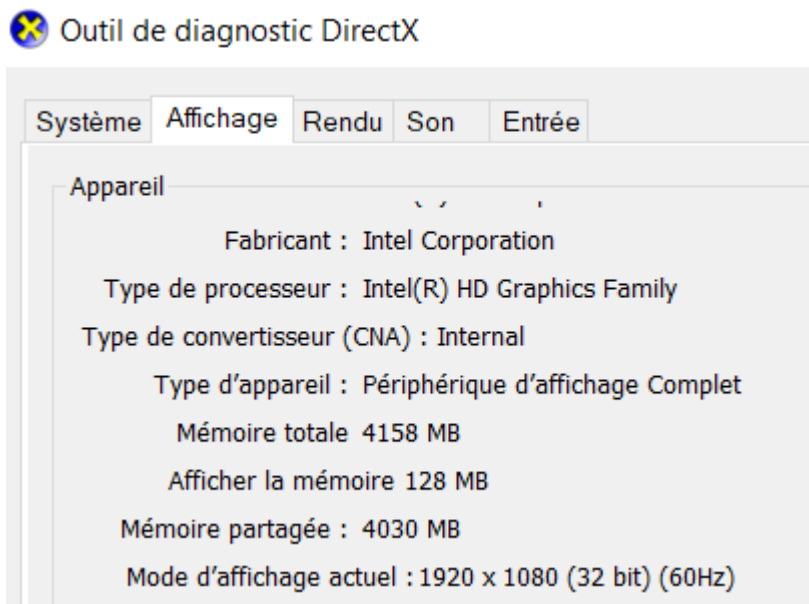 Outil de diagnostic DirectX
Système Affichage Rendu Son Entrée
Appareil
Fabricant : Intel Corporation
Type de processeur : Intel(R) HD Graphics Family
Type de convertisseur (CNA) : Internal
Type d’appareil : Périphérique d’affichage Complet
Mémoire totale 4158 MB
Afficher la mémoire 128 MB
Mémoire partagée : 4030 MB
Mode d’affichage actuel : 1920 x 1080 (32 bit) (60Hz)